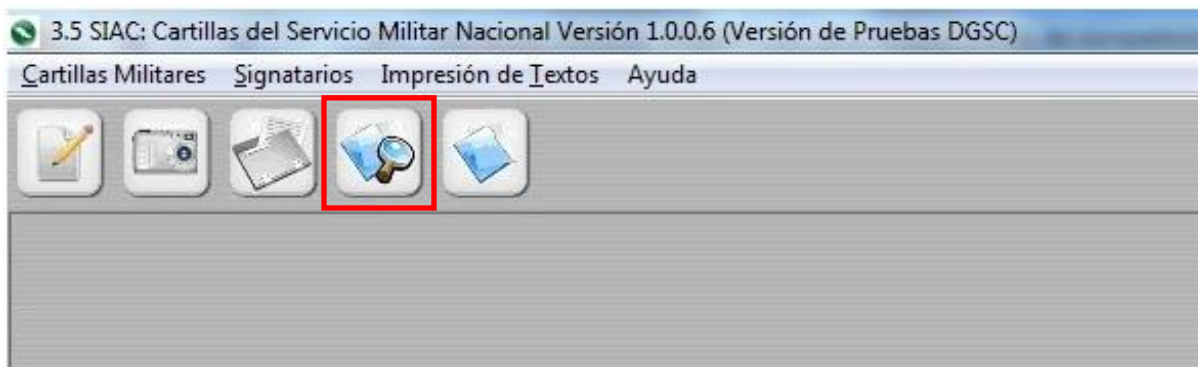 3.5 SIAC: Cartillas del Servicio Militar Nacional Versión 1.0.0.6 (Versión de Pruebas DGSC)
Cartillas Militares Signatarios Impresión de Textos Ayuda